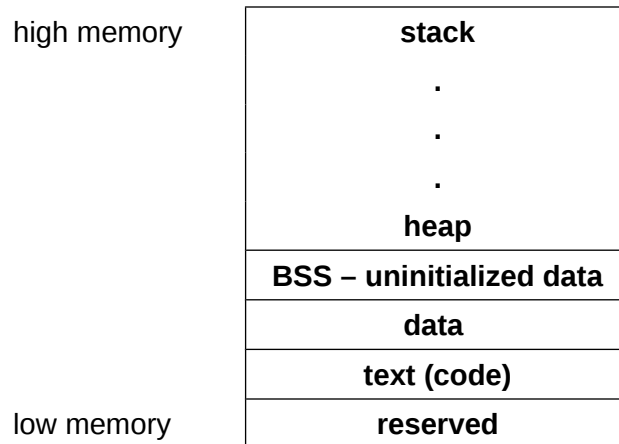 high memory stack
.
.
.
heap
BSS – uninitialized data
data
text (code)
low memory reserved